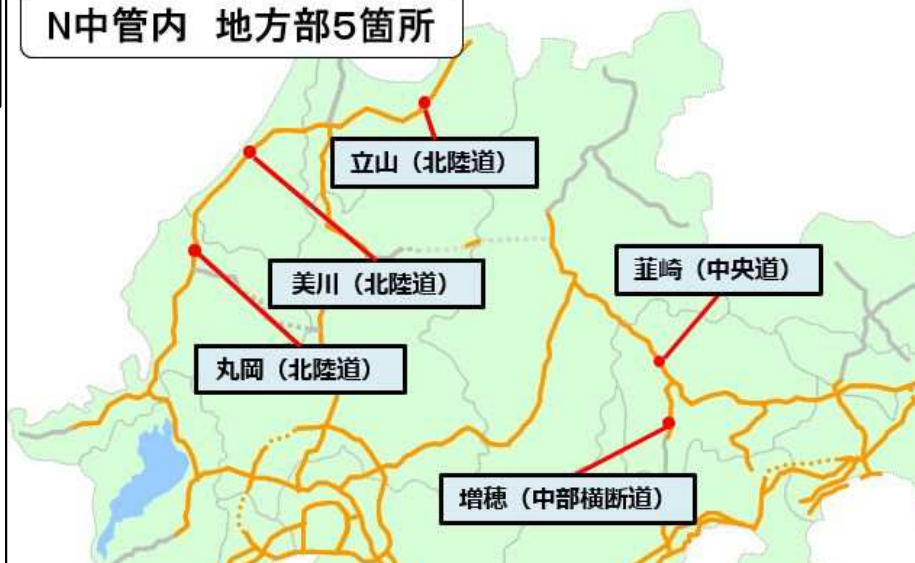 N中管内 地方部5箇所
立山（北陸道）
美川（北陸道）
韮崎（中央道）
丸岡（北陸道）
増穂（中部横断道）